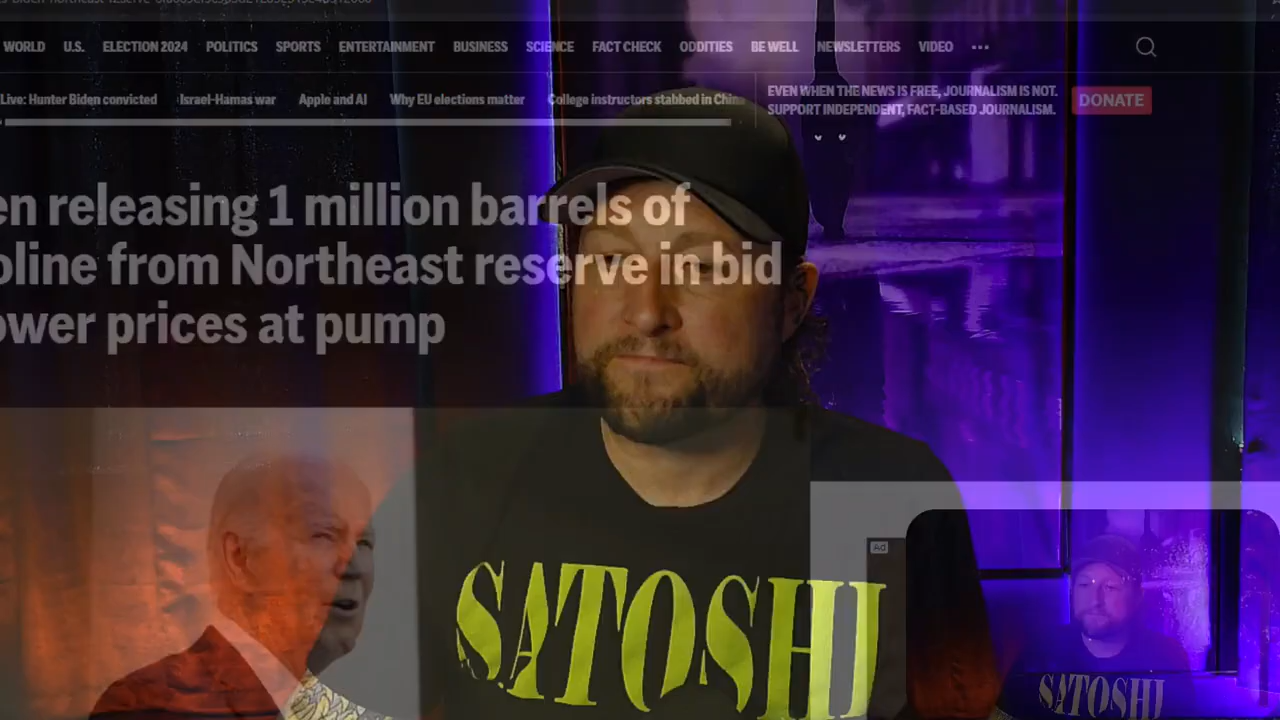 WORLD U.S. ELECTION 2024 POLITICS SPORTS ENTERTAINMENT BUSINESS SCIENCE FACT CHECK ODDITIES BE WELL NEWSLETTERS VIDEO •••
Live: Hunter Biden convicted Israel-Hamas war Apple and AI Why EU elections matter College instructors stabbed in Chin
EVEN WHEN THE NEWS IS FREE, JOURNALISM IS NOT.
SUPPORT INDEPENDENT, FACT-BASED JOURNALISM.
DONATE
en releasing 1 million barrels of
oline from Northeast reserve in bid
ower prices at pump
Ad
SATOSHI
SATOSHI